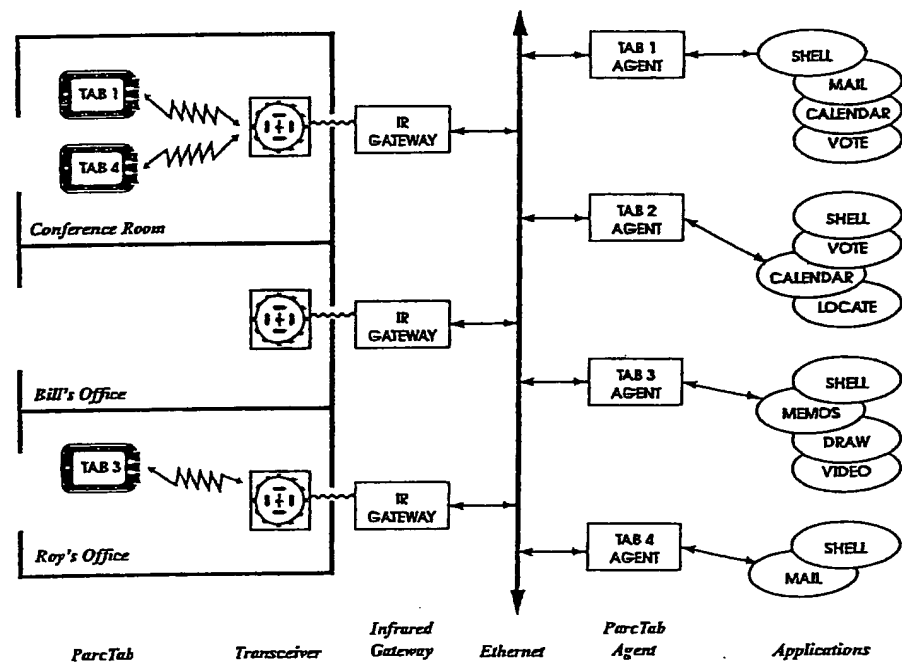 TAB 1
TAB 4
Conference Room
IR
GATEWAY
TAB 1
AGENT
SHELL
MAIL
CALENDAR
VOTE
Bill's Office
IR
GATEWAY
TAB 2
AGENT
SHELL
VOTE
CALENDAR
LOCATE
TAB 3
Roy's Office
IR
GATEWAY
TAB 3
AGENT
SHELL
MEMOS
DRAW
VIDEO
TAB 4
AGENT
SHELL
MAIL
ParcTab
Transceiver
Infrared
Gateway
Ethernet
ParcTab
Agent
Applications